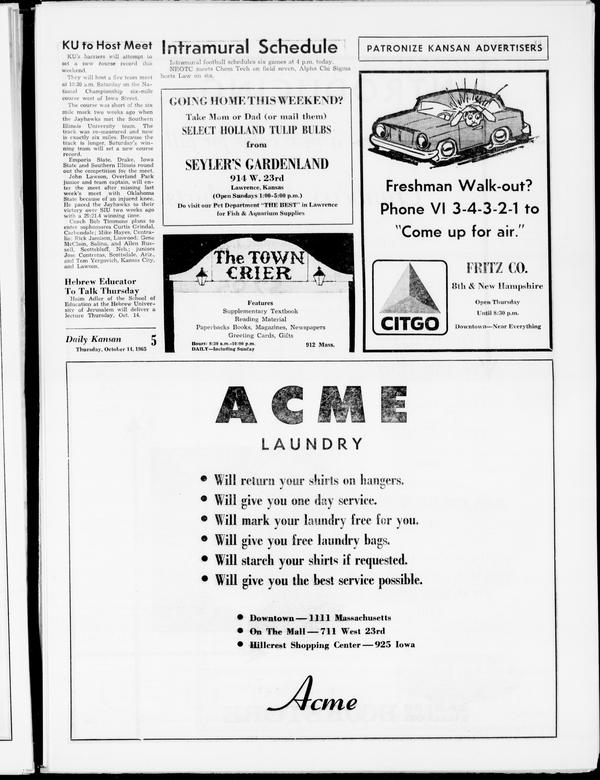 KU to Host Meet
KU's harriers will attempt to
set a new course record this
weekend.
They will host a five team meet
at 10:30 a.m. Saturday on the Na-
tional Championship six-mile
course west of Iowa Street.
The course was short of the six
mile mark two weeks ago when
the Jayhawks met the Southern
Illinois University team. The
track was re-measured and now
is exactly six miles. Because the
track is longer, Saturday's win-
ning team will set a new course
record.
Emporia State, Drake, Iowa
State and Southern Illinois round
out the competition for the meet.
John Lawson, Overland Park
junior and team captain, will en-
ter the meet after missing last
week's meet with Oklahoma
State because of an injured knee.
He paced the Jayhawks to their
victory over SIU two weeks ago
with a 29:21.4 winning time.
Coach Bob Timmons plans to
enter sophomores Curtis Grindal,
Carbondale; Mike Hayes, Centra-
lia; Rick Jamison, Linwood; Gene
McClain, Salina, and Allen Rus-
sell, Scottsbluff, Neb.; juniors
Jose Contreras, Scottsdale, Ariz.,
and Tom Yergovich, Kansas City,
and Lawson.
Hebrew Educator
To Talk Thursday
Haim Adler of the School of
Education at the Hebrew Univer-
sity of Jerusalem will deliver a
lecture Thursday, Oct. 14.
Daily Kansan 5
Thursday, October 14, 1965
Intramural Schedule
Intramural football schedules six games at 4 p.m. today.
NROTC meets Chem Tech on field seven, Alpha Chi Sigma
hosts Law on six.
GOING HOME THIS WEEKEND?
Take Mom or Dad (or mail them)
SELECT HOLLAND TULIP BULBS
from
SEYLER'S GARDENLAND
914 W. 23rd
Lawrence, Kansas
(Open Sundays 1:00-5:00 p.m.)
Do visit our Pet Department "THE BEST" in Lawrence
for Fish & Aquarium Supplies
The TOWN
CRIER
Features
Supplementary Textbook
Reading Material
Paperbacks Books, Magazines, Newspapers
Greeting Cards, Gifts
Hours: 8:30 a.m.-10:00 p.m.
DAILY—Including Sunday
912 Mass.
PATRONIZE KANSAN ADVERTISERS
Freshman Walk-out?
Phone VI 3-4-3-2-1 to
"Come up for air."
CITGO
FRITZ CO.
8th & New Hampshire
Open Thursday
Until 8:30 p.m.
Downtown—Near Everything
ACME
LAUNDRY
• Will return your shirts on hangers.
• Will give you one day service.
• Will mark your laundry free for you.
• Will give you free laundry bags.
• Will starch your shirts if requested.
• Will give you the best service possible.
• Downtown — 1111 Massachusetts
• On The Mall — 711 West 23rd
• Hillcrest Shopping Center — 925 Iowa
Acme